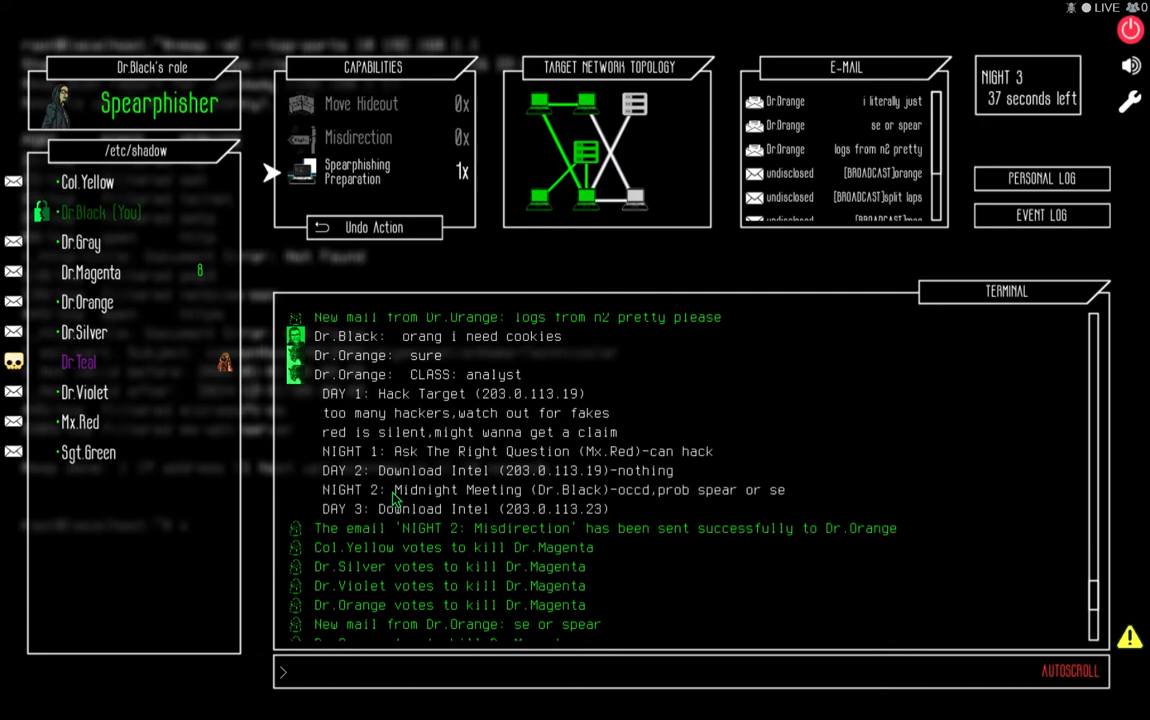 LIVE 0
Dr.Black's role
Spearphisher
/etc/shadow
Col.Yellow
Dr.Black (You)
Dr.Gray
Dr.Magenta 8
Dr.Orange
Dr.Silver
Dr.Teal
Dr.Violet
Mx.Red
Sgt.Green
CAPABILITIES
Move Hideout 0x
Misdirection 0x
Spearphishing
Preparation 1x
Undo Action
TARGET NETWORK TOPOLOGY
E-MAIL
Dr.Orange i literally just
Dr.Orange se or spear
Dr.Orange logs from n2 pretty
undisclosed [BROADCAST]orange
undisclosed [BROADCAST]split laps
undisclosed
NIGHT 3
37 seconds left
PERSONAL LOG
EVENT LOG
TERMINAL
New mail from Dr.Orange: logs from n2 pretty please
Dr.Black: orang i need cookies
Dr.Orange: sure
Dr.Orange: CLASS: analyst
DAY 1: Hack Target (203.0.113.19)
too many hackers,watch out for fakes
red is silent,might wanna get a claim
NIGHT 1: Ask The Right Question (Mx.Red)-can hack
DAY 2: Download Intel (203.0.113.19)-nothing
NIGHT 2: Midnight Meeting (Dr.Black)-occd,prob spear or se
DAY 3: Download Intel (203.0.113.23)
The email 'NIGHT 2: Misdirection' has been sent successfully to Dr.Orange
Col.Yellow votes to kill Dr.Magenta
Dr.Silver votes to kill Dr.Magenta
Dr.Violet votes to kill Dr.Magenta
Dr.Orange votes to kill Dr.Magenta
New mail from Dr.Orange: se or spear
>
AUTOSCROLL